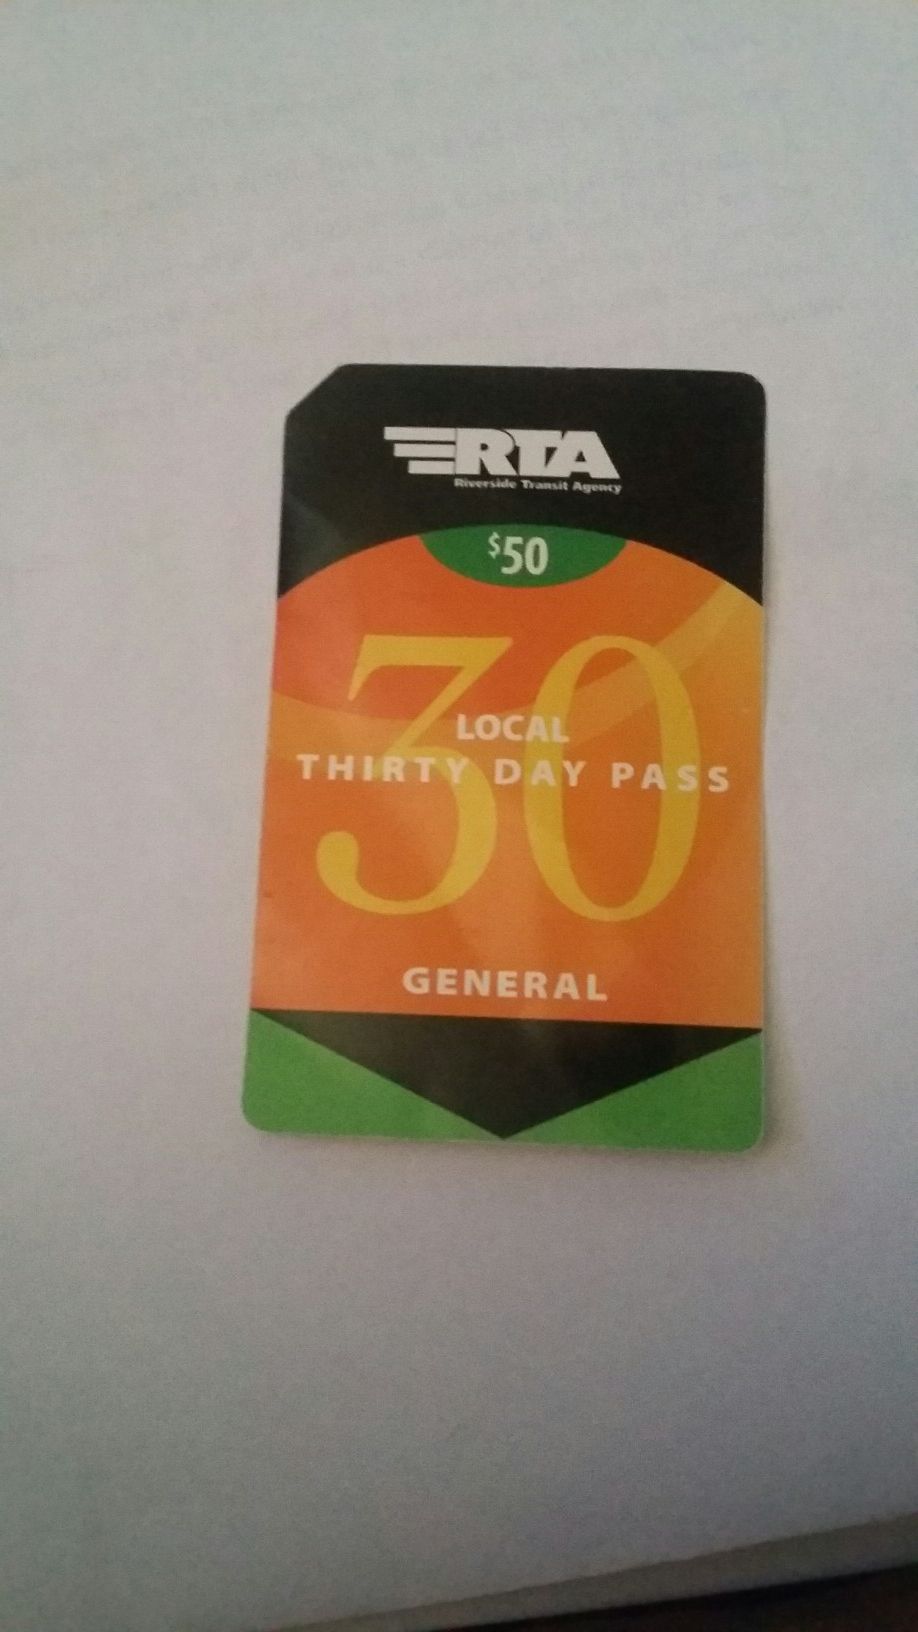 RTA
Riverside Transit Agency
$50
30
LOCAL
THIRTY DAY PASS
GENERAL